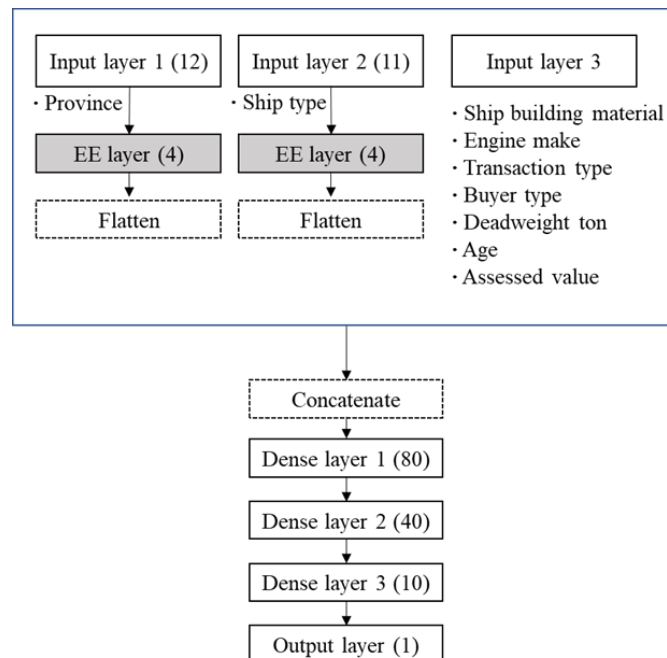 Input layer 1 (12)
Input layer 2 (11)
Input layer 3
· Province
· Ship type
· Ship building material
· Engine make
· Transaction type
· Buyer type
· Deadweight ton
· Age
· Assessed value
EE layer (4)
EE layer (4)
Flatten
Flatten
Concatenate
Dense layer 1 (80)
Dense layer 2 (40)
Dense layer 3 (10)
Output layer (1)